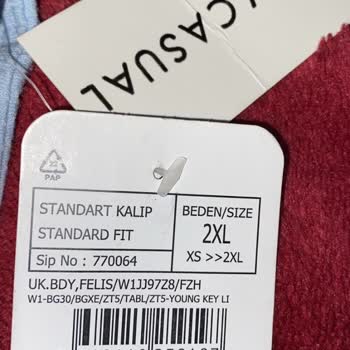 CASUAL
22
PAP
STANDART KALIP
STANDARD FIT
Sip No : 770064
BEDEN/SIZE
2XL
XS >>2XL
UK.BDY,FELIS/W1JJ97Z8/FZH
W1-BG30/BGXE/ZT5/TABL/ZT5-YOUNG KEY LI